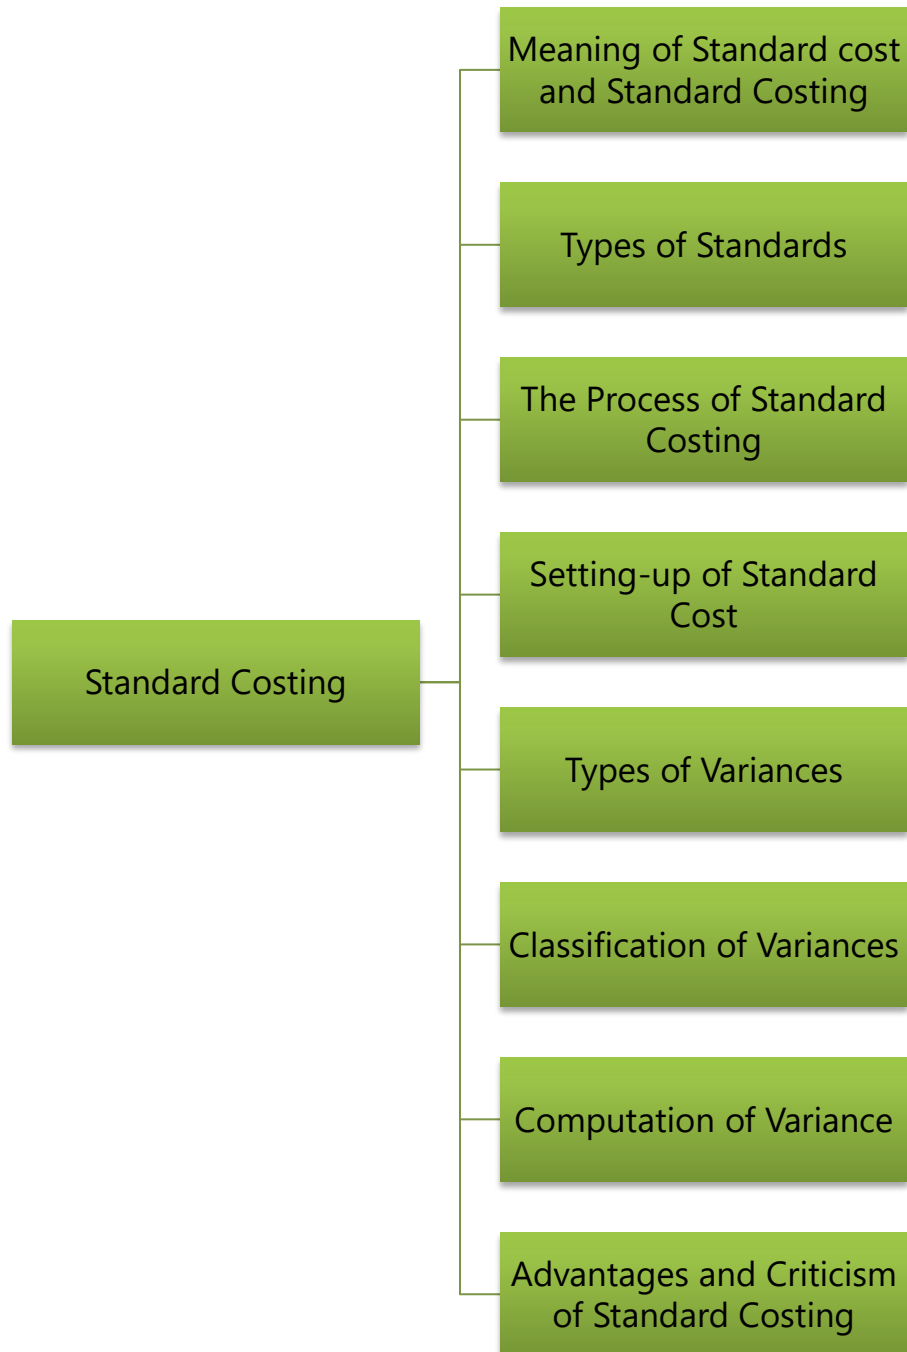 Meaning of Standard cost
and Standard Costing
Types of Standards
The Process of Standard
Costing
Setting-up of Standard
Cost
Standard Costing
Types of Variances
Classification of Variances
Computation of Variance
Advantages and Criticism
of Standard Costing